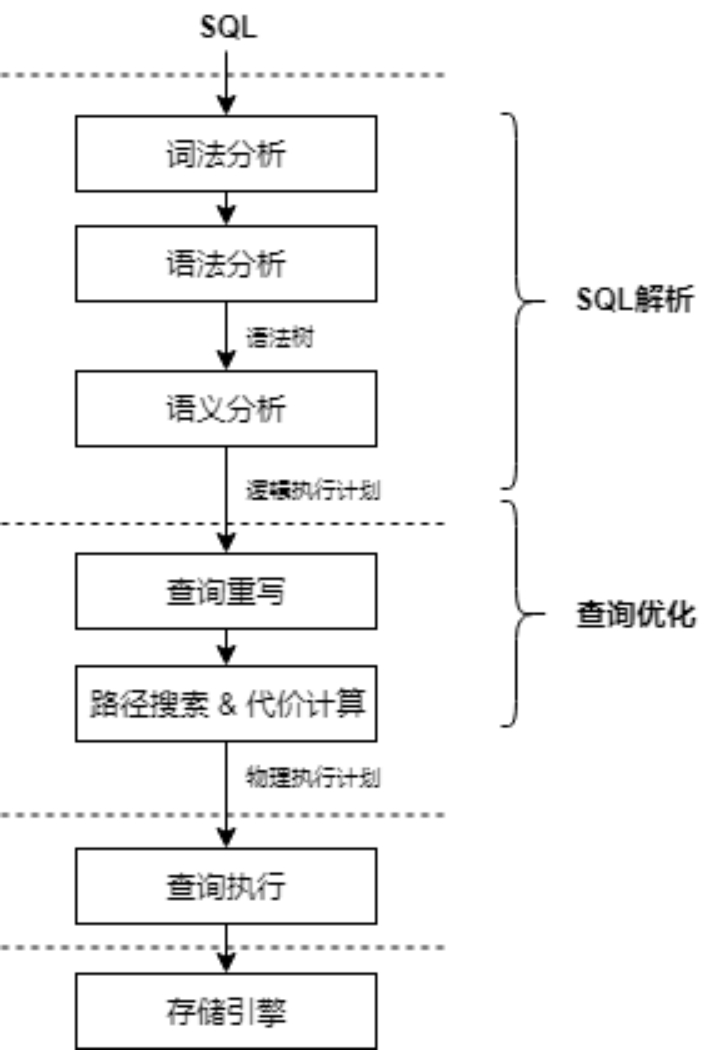 SQL
词法分析
语法分析
SQL解析
语法树
语义分析
逻辑执行计划
查询重写
查询优化
路径搜索 & 代价计算
物理执行计划
查询执行
存储引擎